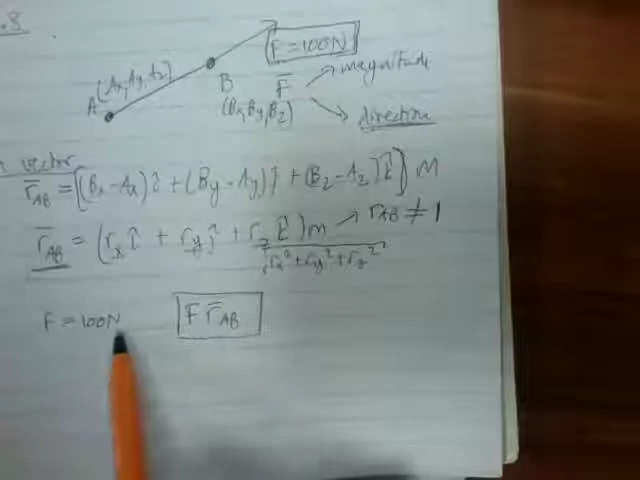 .8
F = 100N
(Ax, Ay, Az)
B
F̄
magnitude
A
(Bx, By, Bz)
direction
n vector
r̄AB = [(Bx - Ax) î + (By - Ay) ĵ + (Bz - Az) k̂] m
r̄AB = (rx î + ry ĵ + rz k̂) m → rAB ≠ 1
√rx² + ry² + rz²
F = 100N
F r̄AB